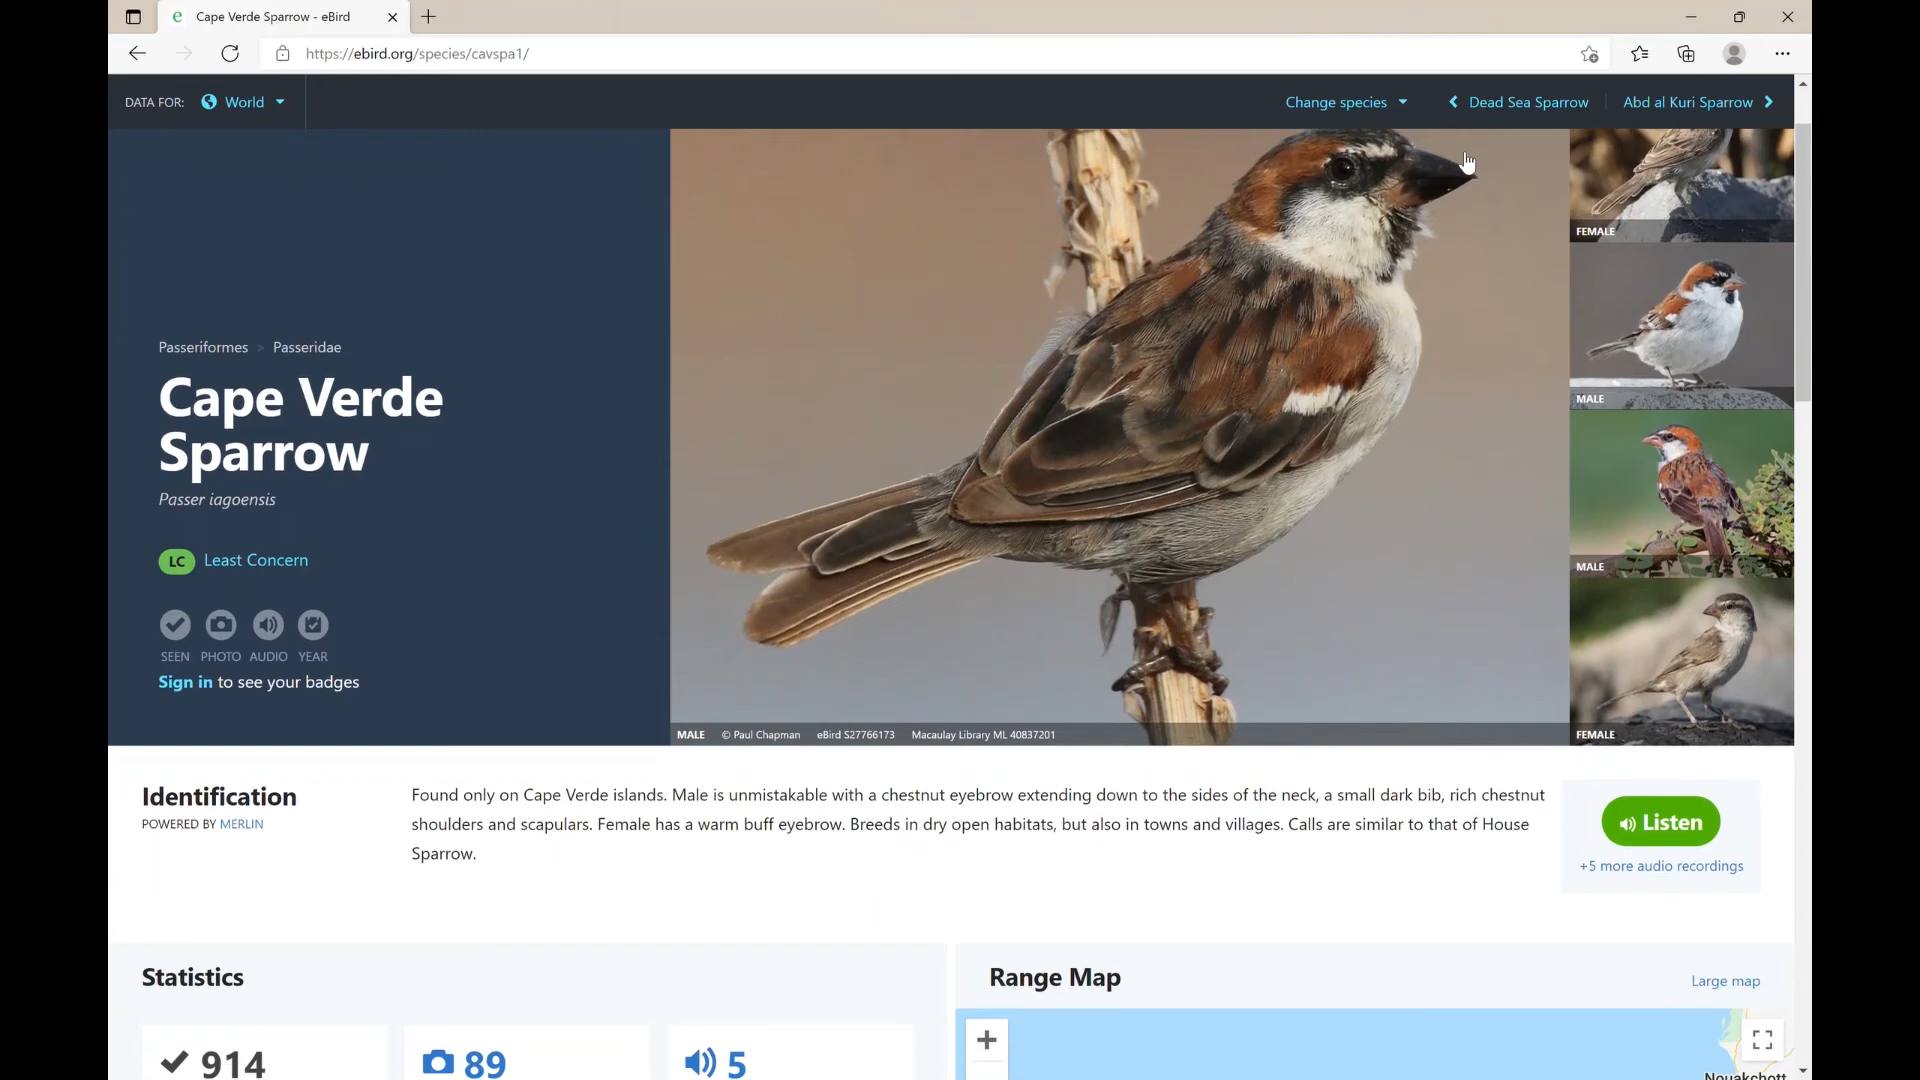 Cape Verde Sparrow - eBird
https://ebird.org/species/cavspa1/
DATA FOR: World
Change species
Dead Sea Sparrow
Abd al Kuri Sparrow
FEMALE
MALE
MALE
FEMALE
Passeriformes > Passeridae
Cape Verde
Sparrow
Passer iagoensis
LC Least Concern
SEEN PHOTO AUDIO YEAR
Sign in to see your badges
MALE © Paul Chapman eBird S27766173 Macaulay Library ML 40837201
Identification
POWERED BY MERLIN
Found only on Cape Verde islands. Male is unmistakable with a chestnut eyebrow extending down to the sides of the neck, a small dark bib, rich chestnut
shoulders and scapulars. Female has a warm buff eyebrow. Breeds in dry open habitats, but also in towns and villages. Calls are similar to that of House
Sparrow.
Listen
+5 more audio recordings
Statistics
914
89
5
Range Map
Large map
Nouakchott